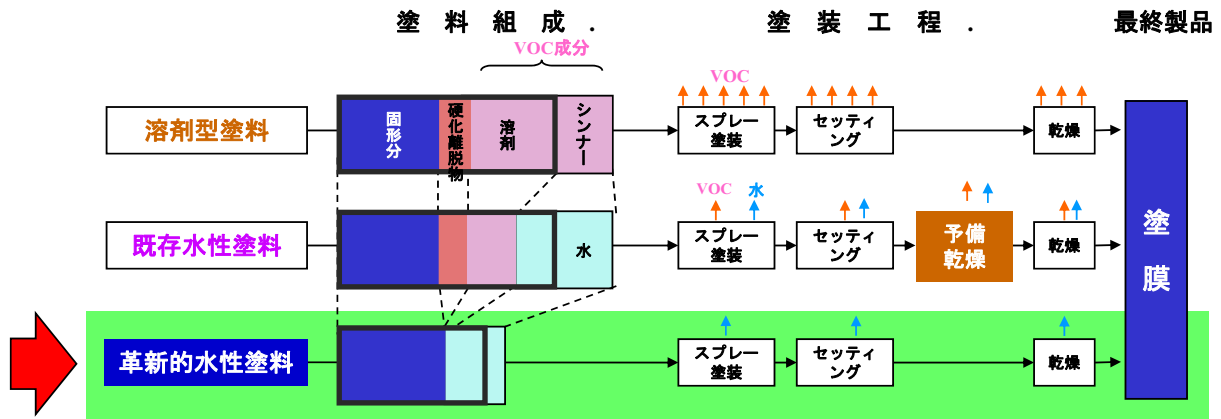 塗料組成.
塗装工程.
最終製品
VOC成分
溶剤型塗料
固形分
硬化離脱物
溶剤
シンナー
VOC
スプレー
塗装
セッティ
ング
乾燥
既存水性塗料
水
VOC
水
スプレー
塗装
セッティ
ング
予備
乾燥
乾燥
塗膜
革新的水性塗料
スプレー
塗装
セッティ
ング
乾燥